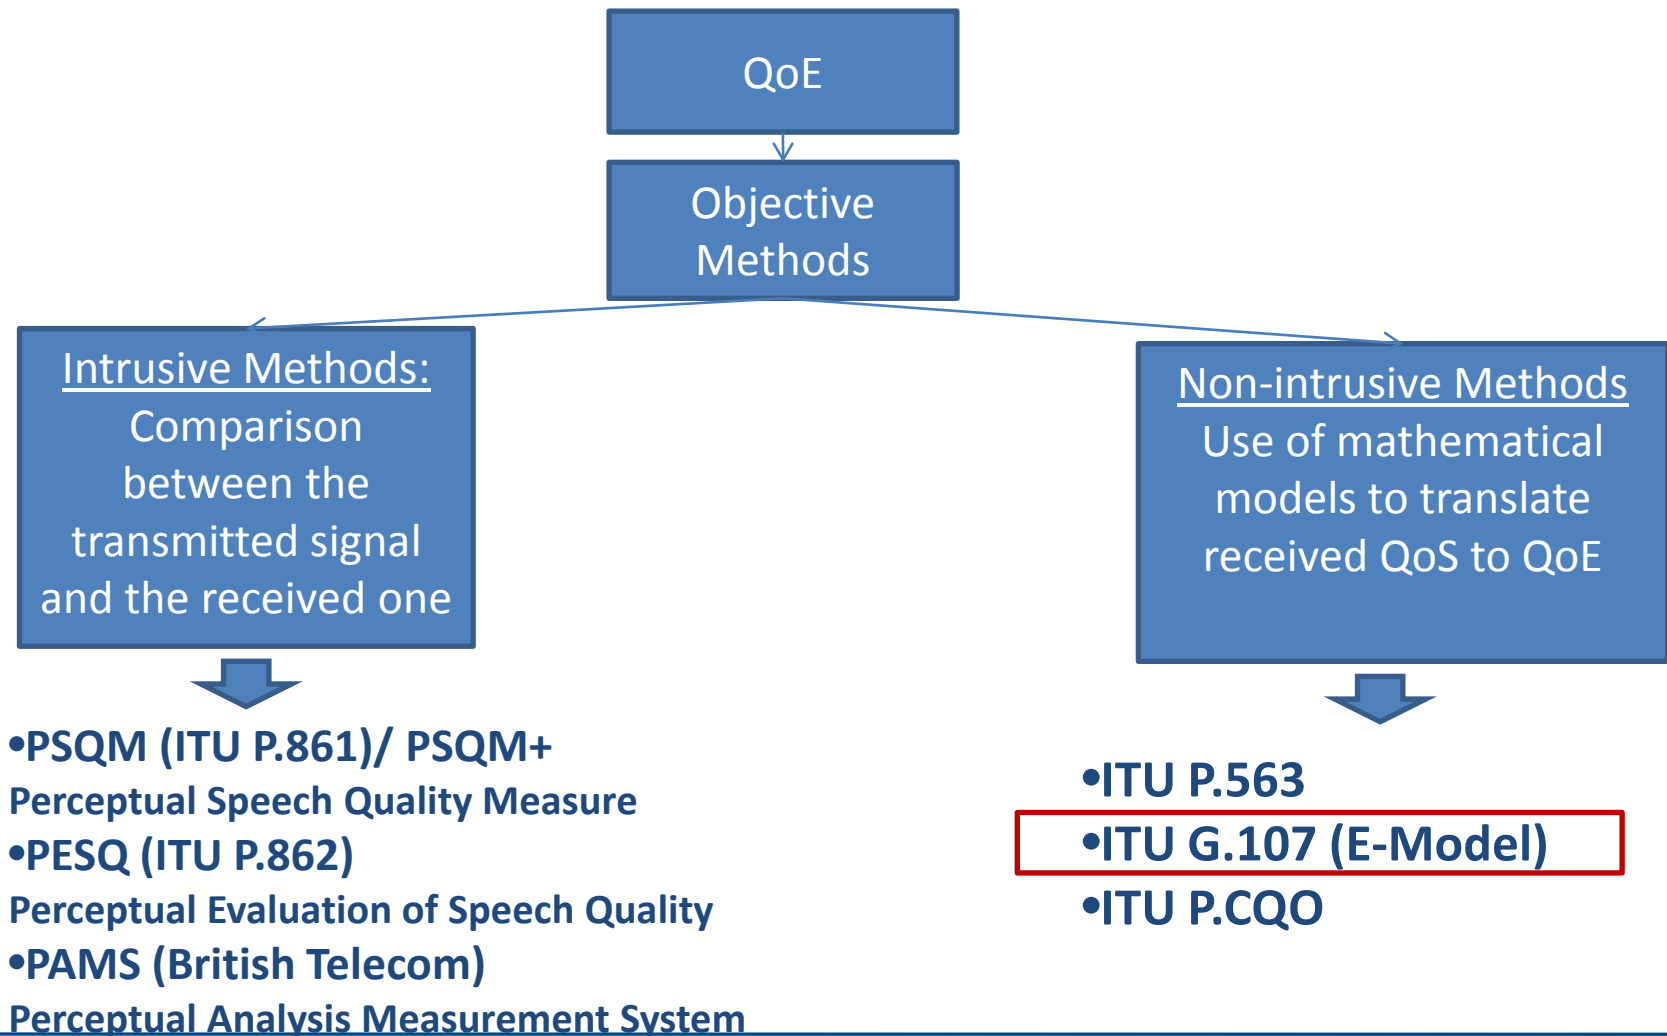 QoE
Objective
Methods
Intrusive Methods:
Comparison
between the
transmitted signal
and the received one
Non-intrusive Methods
Use of mathematical
models to translate
received QoS to QoE
•PSQM (ITU P.861)/ PSQM+
Perceptual Speech Quality Measure
•PESQ (ITU P.862)
Perceptual Evaluation of Speech Quality
•PAMS (British Telecom)
Perceptual Analysis Measurement System
•ITU P.563
•ITU G.107 (E-Model)
•ITU P.CQO